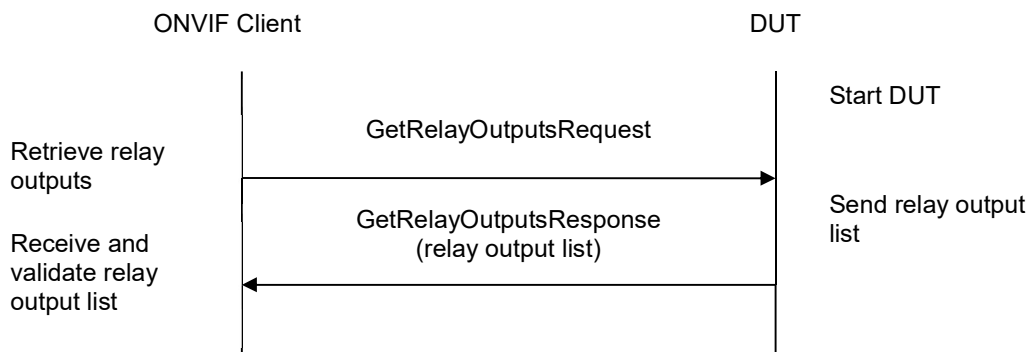 ONVIF Client
DUT
Start DUT
GetRelayOutputsRequest
Retrieve relay
outputs
Send relay output
list
GetRelayOutputsResponse
(relay output list)
Receive and
validate relay
output list